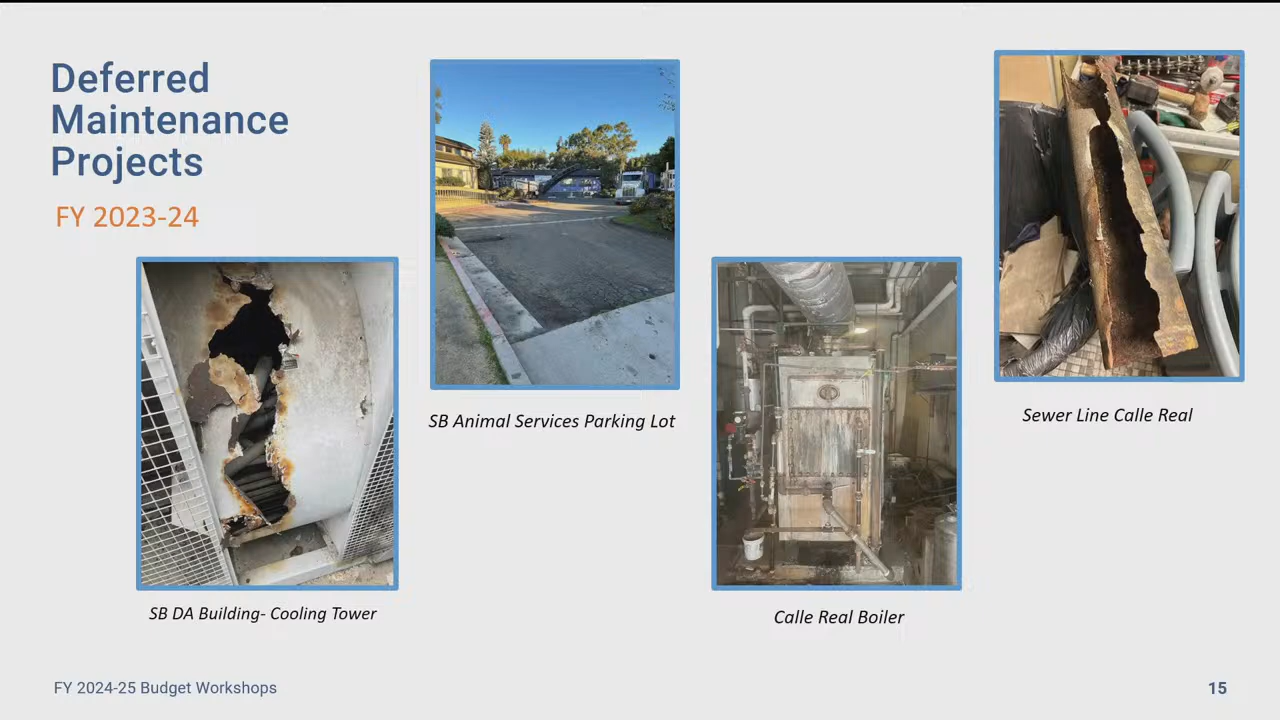 Deferred
Maintenance
Projects
FY 2023-24
SB Animal Services Parking Lot
Sewer Line Calle Real
SB DA Building- Cooling Tower
Calle Real Boiler
FY 2024-25 Budget Workshops
15